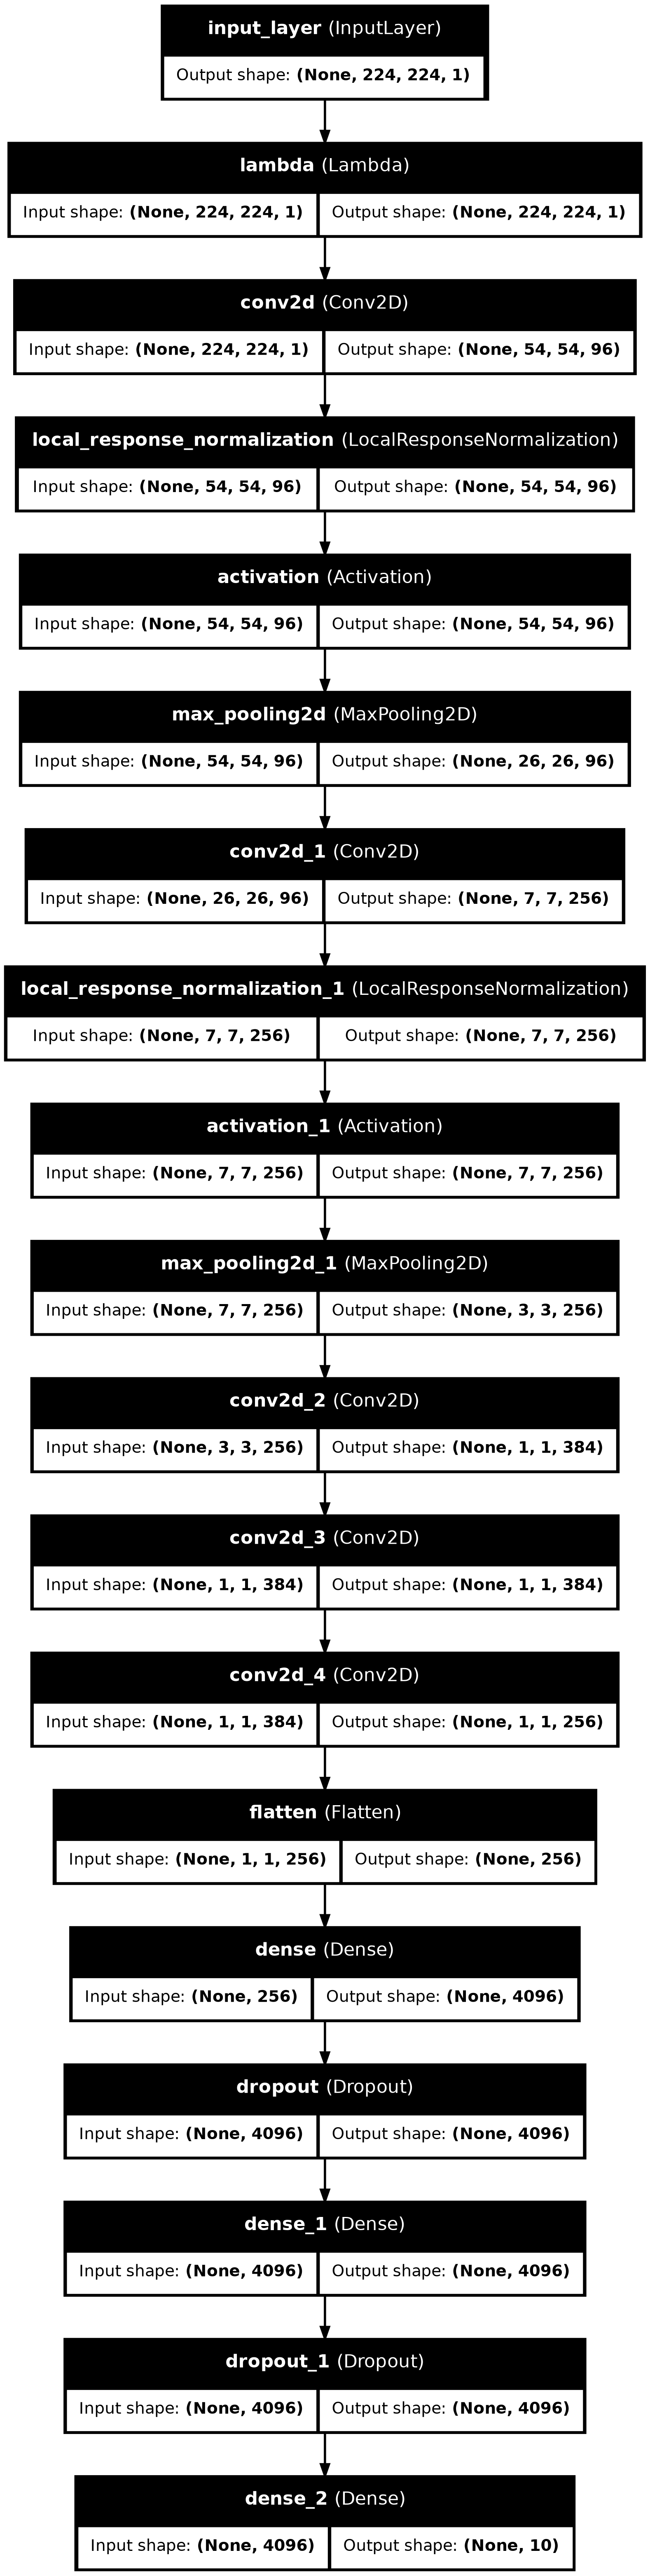 input_layer (InputLayer)
Output shape: (None, 224, 224, 1)
lambda (Lambda)
Input shape: (None, 224, 224, 1) Output shape: (None, 224, 224, 1)
conv2d (Conv2D)
Input shape: (None, 224, 224, 1) Output shape: (None, 54, 54, 96)
local_response_normalization (LocalResponseNormalization)
Input shape: (None, 54, 54, 96) Output shape: (None, 54, 54, 96)
activation (Activation)
Input shape: (None, 54, 54, 96) Output shape: (None, 54, 54, 96)
max_pooling2d (MaxPooling2D)
Input shape: (None, 54, 54, 96) Output shape: (None, 26, 26, 96)
conv2d_1 (Conv2D)
Input shape: (None, 26, 26, 96) Output shape: (None, 7, 7, 256)
local_response_normalization_1 (LocalResponseNormalization)
Input shape: (None, 7, 7, 256) Output shape: (None, 7, 7, 256)
activation_1 (Activation)
Input shape: (None, 7, 7, 256) Output shape: (None, 7, 7, 256)
max_pooling2d_1 (MaxPooling2D)
Input shape: (None, 7, 7, 256) Output shape: (None, 3, 3, 256)
conv2d_2 (Conv2D)
Input shape: (None, 3, 3, 256) Output shape: (None, 1, 1, 384)
conv2d_3 (Conv2D)
Input shape: (None, 1, 1, 384) Output shape: (None, 1, 1, 384)
conv2d_4 (Conv2D)
Input shape: (None, 1, 1, 384) Output shape: (None, 1, 1, 256)
flatten (Flatten)
Input shape: (None, 1, 1, 256) Output shape: (None, 256)
dense (Dense)
Input shape: (None, 256) Output shape: (None, 4096)
dropout (Dropout)
Input shape: (None, 4096) Output shape: (None, 4096)
dense_1 (Dense)
Input shape: (None, 4096) Output shape: (None, 4096)
dropout_1 (Dropout)
Input shape: (None, 4096) Output shape: (None, 4096)
dense_2 (Dense)
Input shape: (None, 4096) Output shape: (None, 10)